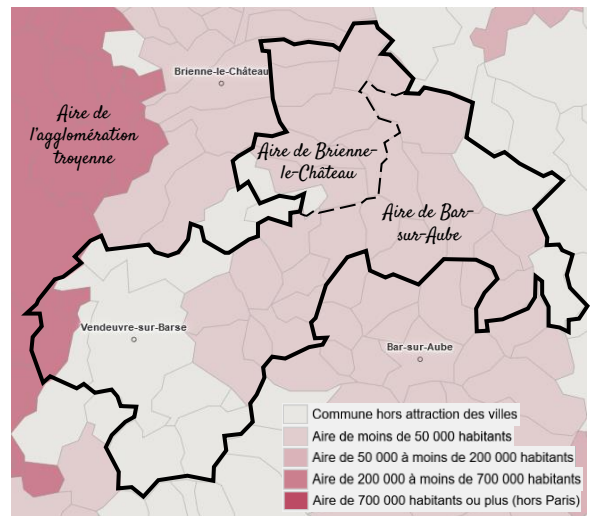 Brienne-le-Château
Aire de
l'agglomération
troyenne
Aire de Brienne-
le-Château
Aire de Bar-
sur-Aube
Vendeuvre-sur-Barse
Bar-sur-Aube
Commune hors attraction des villes
Aire de moins de 50 000 habitants
Aire de 50 000 à moins de 200 000 habitants
Aire de 200 000 à moins de 700 000 habitants
Aire de 700 000 habitants ou plus (hors Paris)